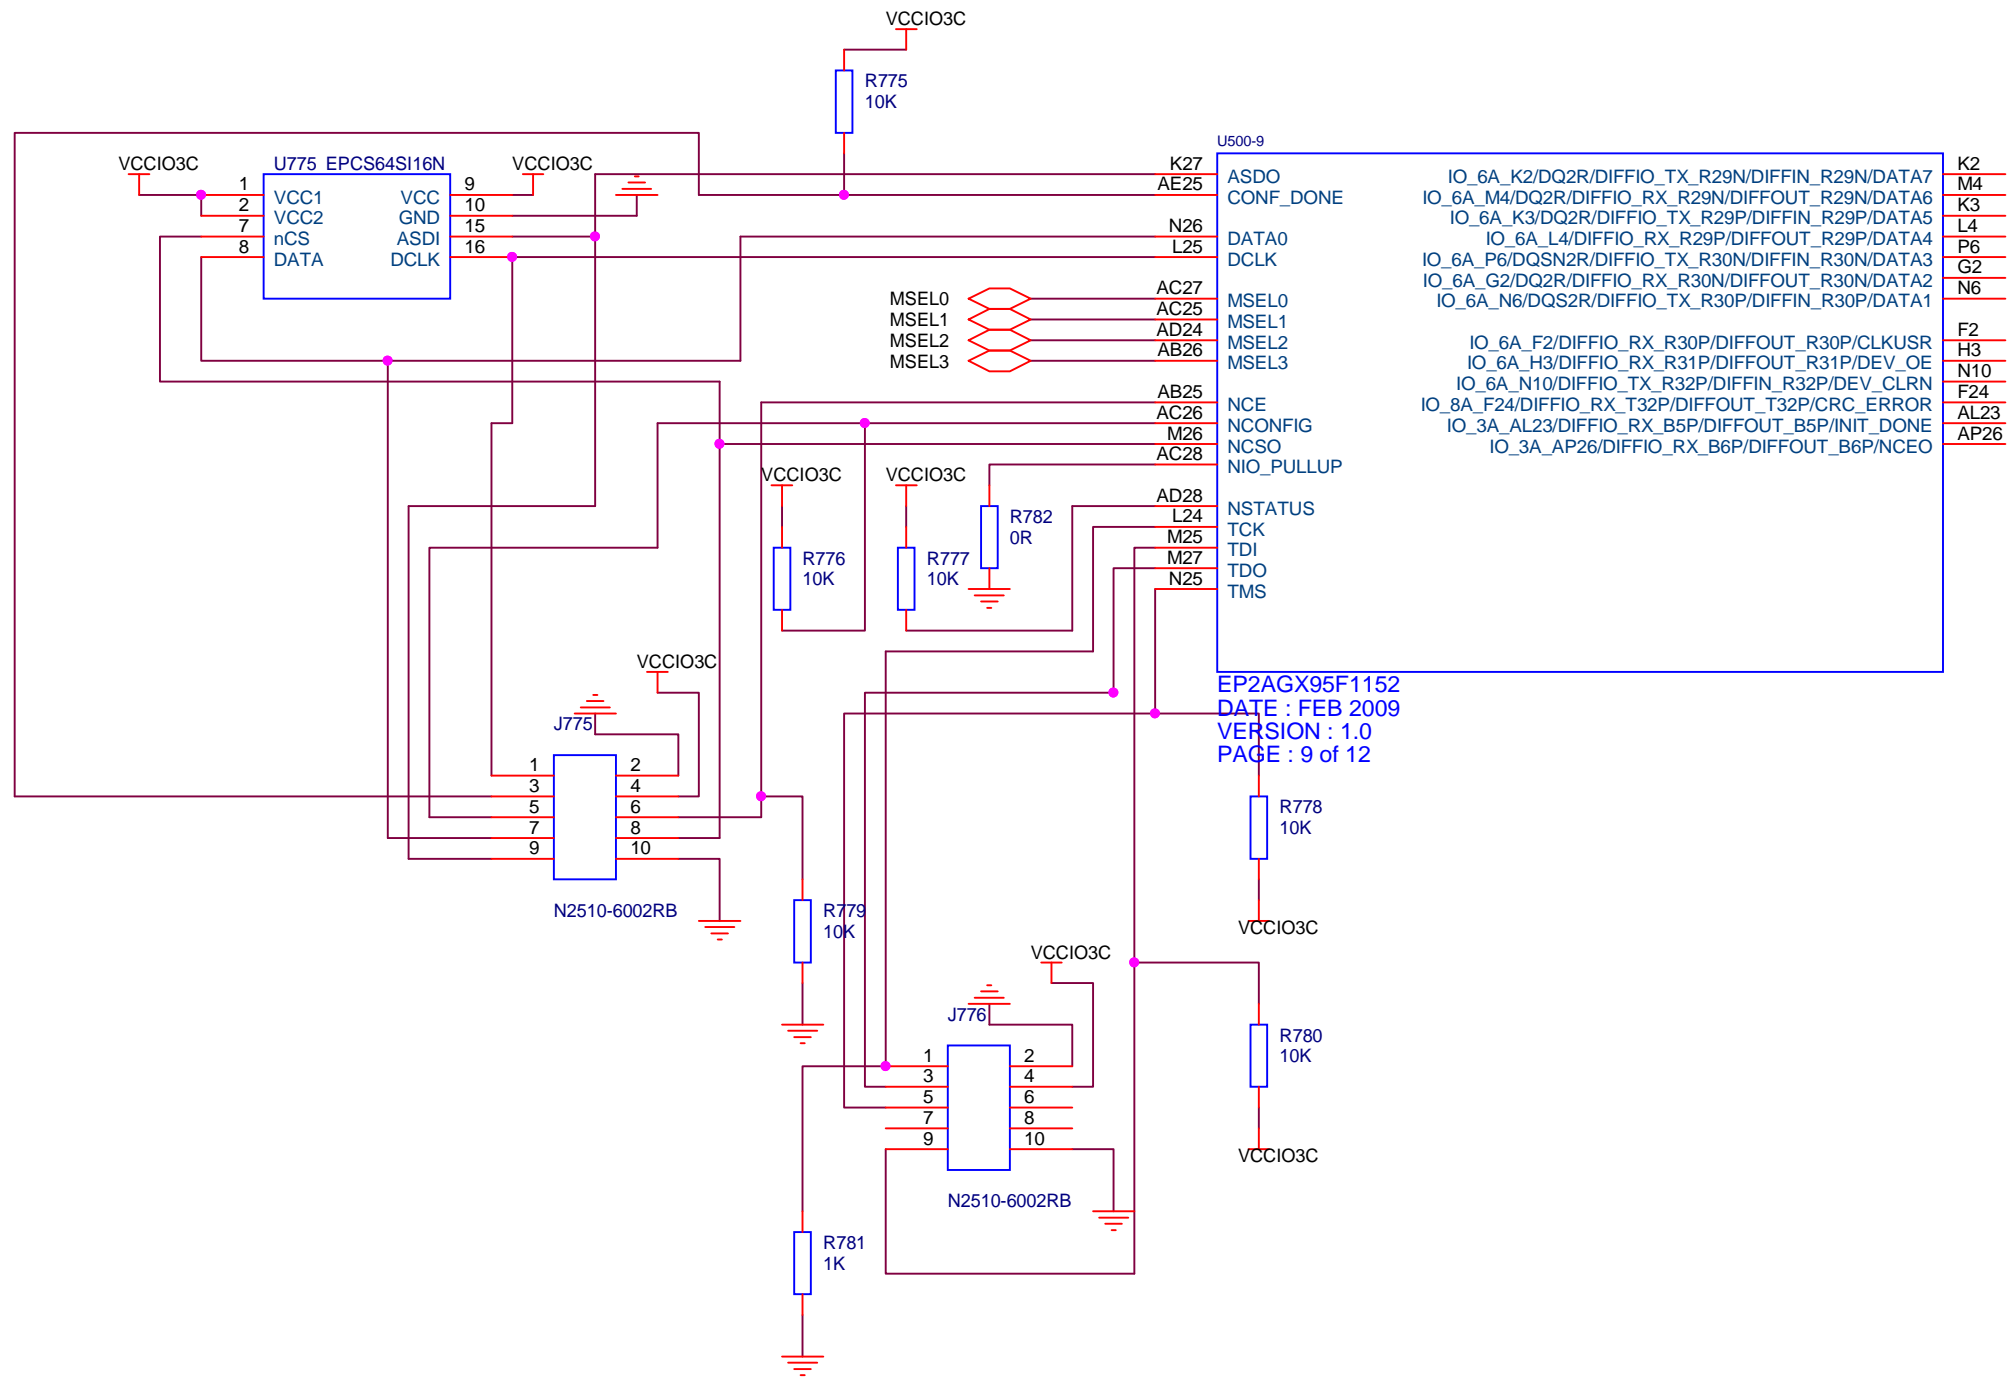 VCCIO3C
R775
10K
U500-9
VCCIO3C
U775 EPCS64SI16N
VCCIO3C
1 VCC1 VCC 9
2 VCC2 GND 10
7 nCS ASDI 15
8 DATA DCLK 16
K27 ASDO IO_6A_K2/DQ2R/DIFFIO_TX_R29N/DIFFIN_R29N/DATA7 K2
AE25 CONF_DONE IO_6A_M4/DQ2R/DIFFIO_RX_R29N/DIFFOUT_R29N/DATA6 M4
IO_6A_K3/DQ2R/DIFFIO_TX_R29P/DIFFIN_R29P/DATA5 K3
N26 DATA0 IO_6A_L4/DIFFIO_RX_R29P/DIFFOUT_R29P/DATA4 L4
L25 DCLK IO_6A_P6/DQSN2R/DIFFIO_TX_R30N/DIFFIN_R30N/DATA3 P6
IO_6A_G2/DQ2R/DIFFIO_RX_R30N/DIFFOUT_R30N/DATA2 G2
MSEL0 AC27 MSEL0 IO_6A_N6/DQS2R/DIFFIO_TX_R30P/DIFFIN_R30P/DATA1 N6
MSEL1 AC25 MSEL1
MSEL2 AD24 MSEL2 IO_6A_F2/DIFFIO_RX_R30P/DIFFOUT_R30P/CLKUSR F2
MSEL3 AB26 MSEL3 IO_6A_H3/DIFFIO_RX_R31P/DIFFOUT_R31P/DEV_OE H3
IO_6A_N10/DIFFIO_TX_R32P/DIFFIN_R32P/DEV_CLRN N10
AB25 NCE IO_8A_F24/DIFFIO_RX_T32P/DIFFOUT_T32P/CRC_ERROR F24
AC26 NCONFIG IO_3A_AL23/DIFFIO_RX_B5P/DIFFOUT_B5P/INIT_DONE AL23
M26 NCSO IO_3A_AP26/DIFFIO_RX_B6P/DIFFOUT_B6P/NCEO AP26
AC28 NIO_PULLUP
VCCIO3C VCCIO3C
AD28 NSTATUS
L24 TCK
M25 TDI
M27 TDO
N25 TMS
R782
0R
R776
10K
R777
10K
VCCIO3C
EP2AGX95F1152
DATE : FEB 2009
VERSION : 1.0
PAGE : 9 of 12
J775
1 2
3 4
5 6
7 8
9 10
N2510-6002RB
R778
10K
VCCIO3C
R779
10K
VCCIO3C
J776
1 2
3 4
5 6
7 8
9 10
N2510-6002RB
R780
10K
VCCIO3C
R781
1K